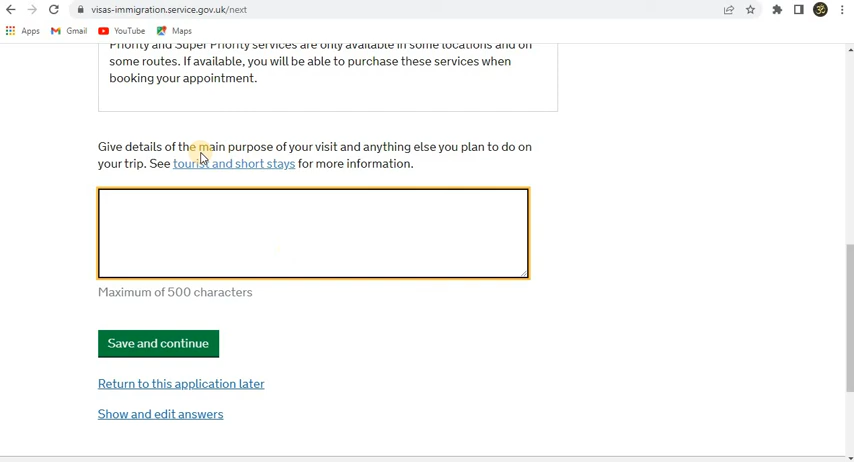 visas-immigration.service.gov.uk/next
Apps Gmail YouTube Maps
Priority and Super Priority services are only available in some locations and on
some routes. If available, you will be able to purchase these services when
booking your appointment.
Give details of the main purpose of your visit and anything else you plan to do on
your trip. See tourist and short stays for more information.
Maximum of 500 characters
Save and continue
Return to this application later
Show and edit answers